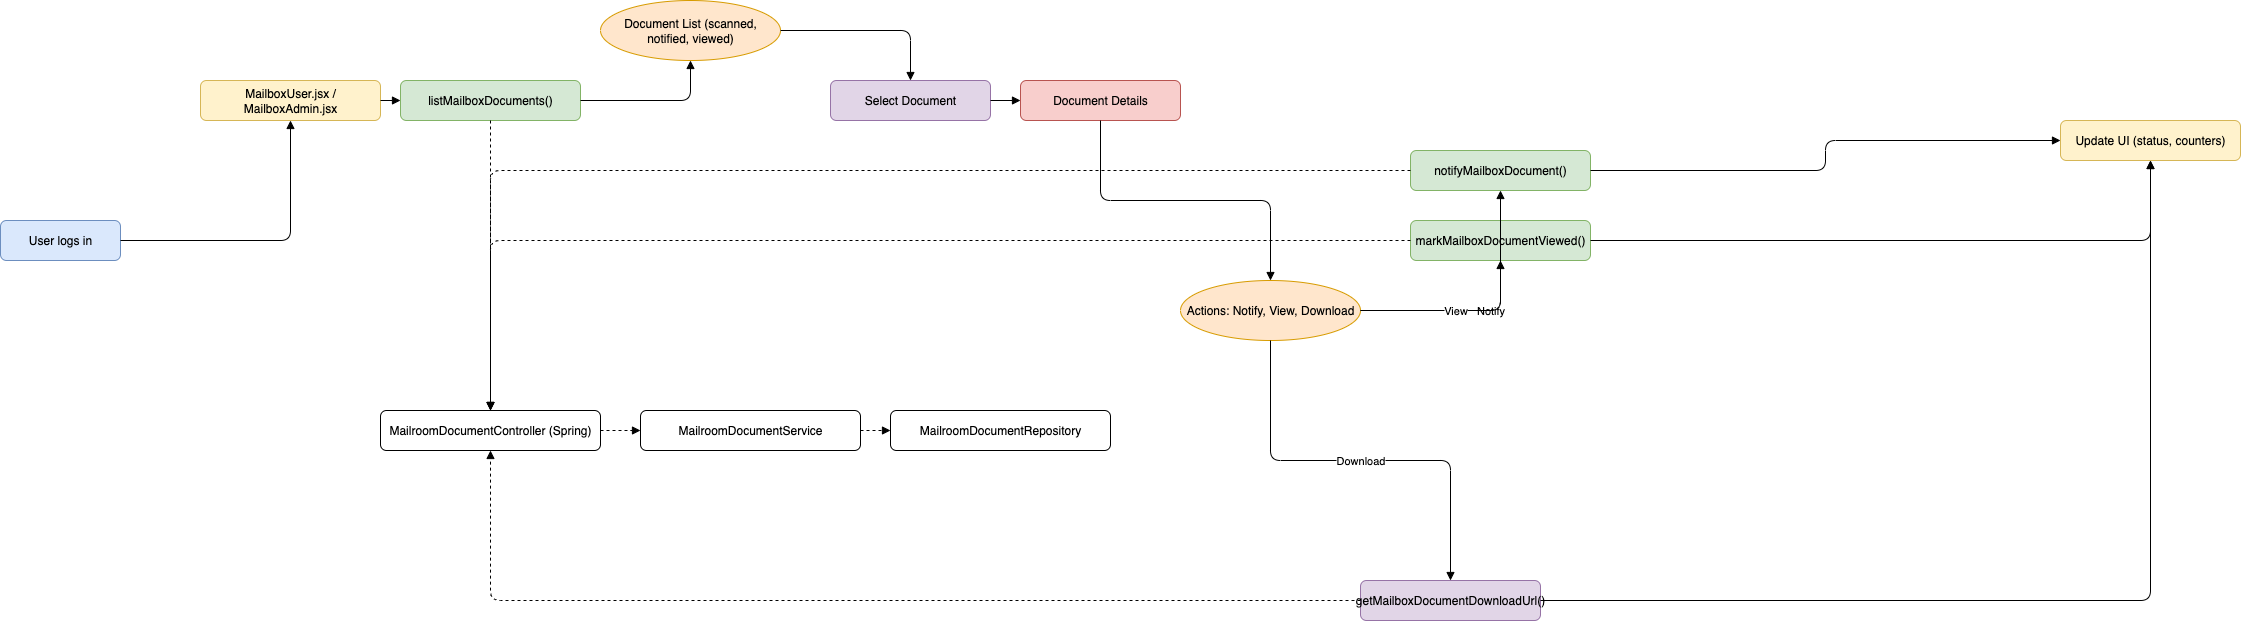 Document List (scanned,
notified, viewed)
MailboxUser.jsx /
MailboxAdmin.jsx
listMailboxDocuments()
Select Document
Document Details
Update UI (status, counters)
notifyMailboxDocument()
User logs in
markMailboxDocumentViewed()
Actions: Notify, View, Download
View
Notify
MailroomDocumentController (Spring)
MailroomDocumentService
MailroomDocumentRepository
Download
getMailboxDocumentDownloadUrl()